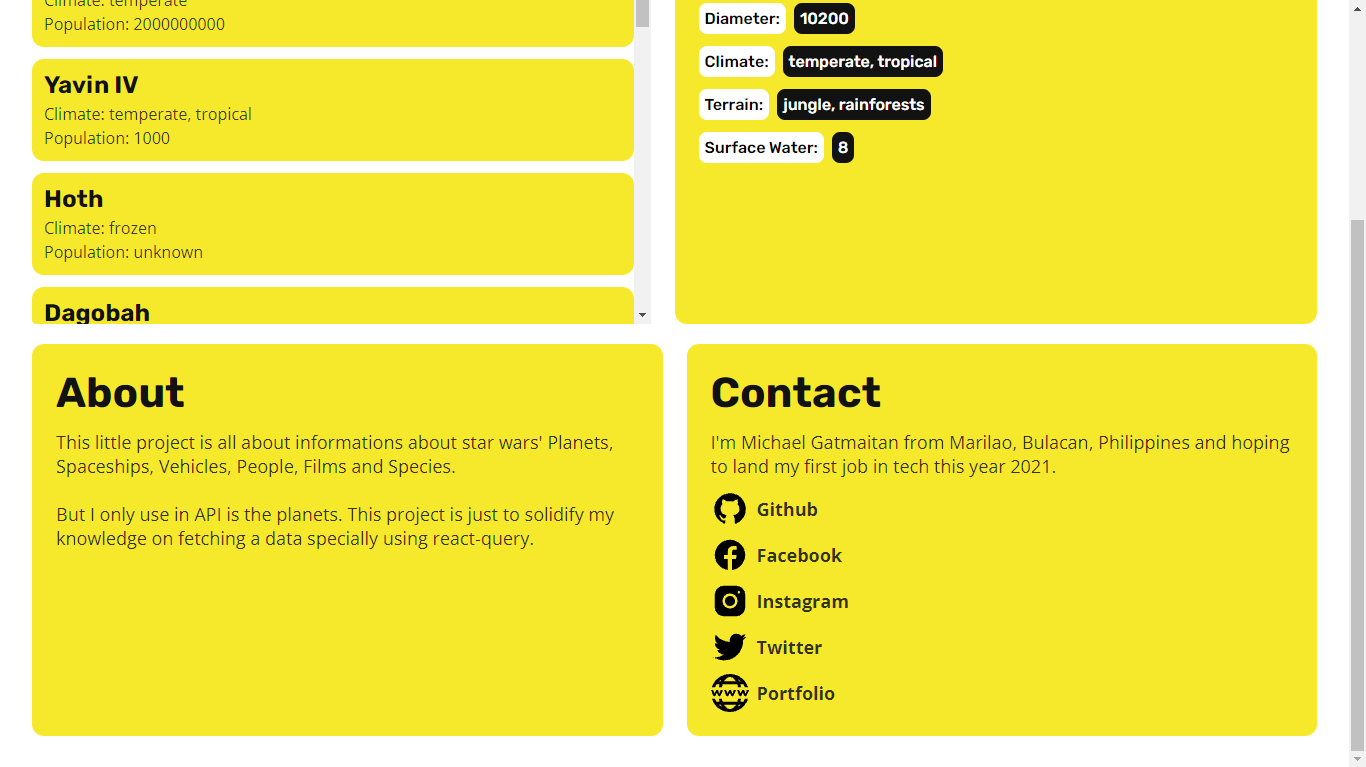 Climate: temperate
Population: 2000000000
Yavin IV
Climate: temperate, tropical
Population: 1000
Hoth
Climate: frozen
Population: unknown
Dagobah
Diameter: 10200
Climate: temperate, tropical
Terrain: jungle, rainforests
Surface Water: 8
About
This little project is all about informations about star wars' Planets,
Spaceships, Vehicles, People, Films and Species.
But I only use in API is the planets. This project is just to solidify my
knowledge on fetching a data specially using react-query.
Contact
I'm Michael Gatmaitan from Marilao, Bulacan, Philippines and hoping
to land my first job in tech this year 2021.
Github
Facebook
Instagram
Twitter
WWW Portfolio